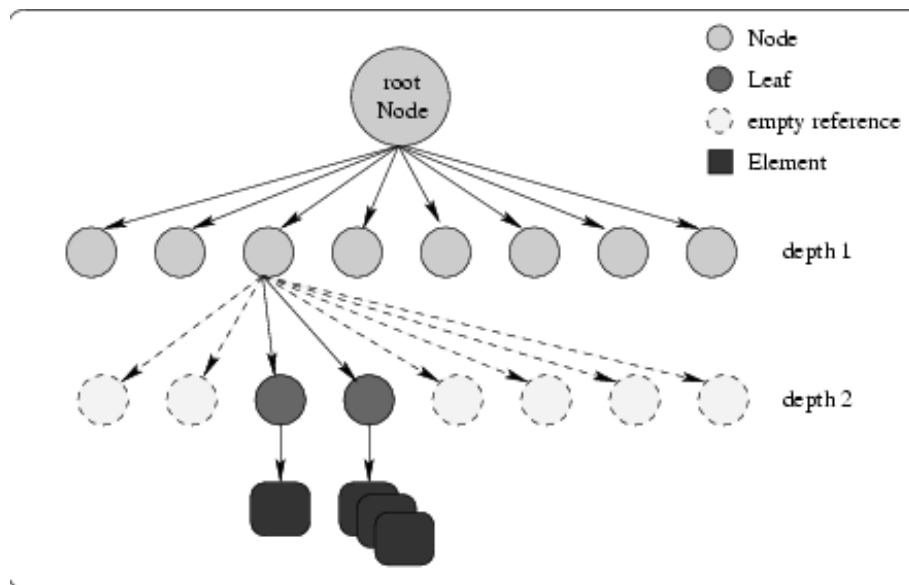 root
Node
Node
Leaf
empty reference
Element
depth 1
depth 2